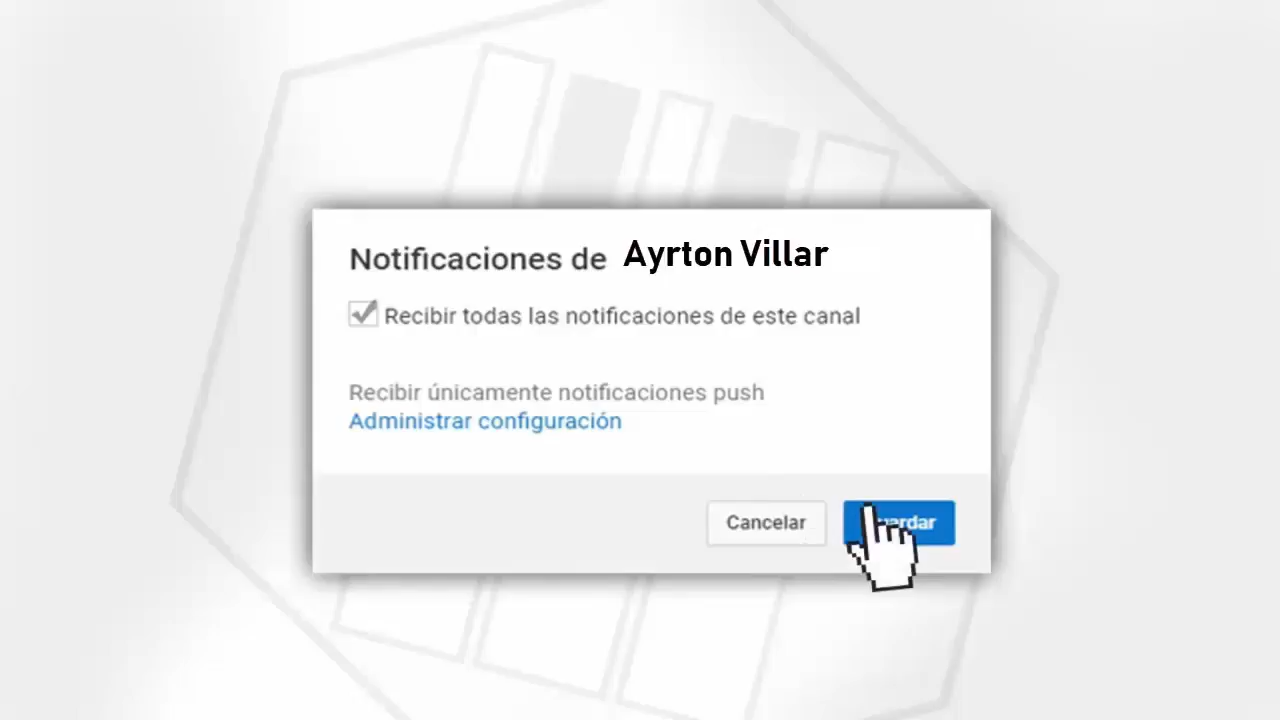 Notificaciones de Ayrton Villar
Recibir todas las notificaciones de este canal
Recibir únicamente notificaciones push
Administrar configuración
Cancelar